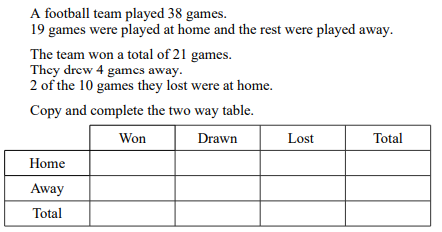 A football team played 38 games.
19 games were played at home and the rest were played away.
The team won a total of 21 games.
They drew 4 games away.
2 of the 10 games they lost were at home.
Copy and complete the two way table.
Won Drawn Lost Total
Home
Away
Total